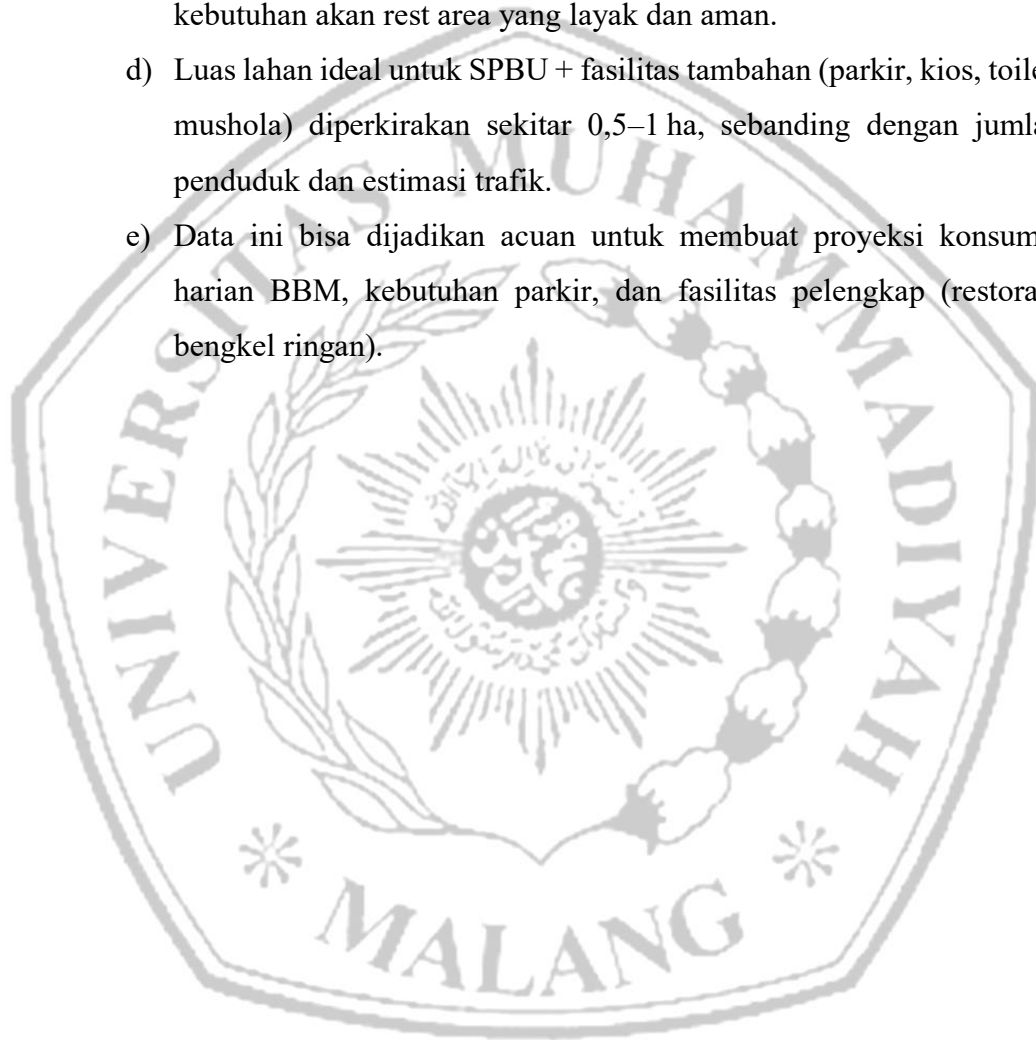 kebutuhan akan rest area yang layak dan aman.
d) Luas lahan ideal untuk SPBU + fasilitas tambahan (parkir, kios, toile
mushola) diperkirakan sekitar 0,5–1 ha, sebanding dengan jumla
penduduk dan estimasi trafik.
e) Data ini bisa dijadikan acuan untuk membuat proyeksi konsum
harian BBM, kebutuhan parkir, dan fasilitas pelengkap (restora
bengkel ringan).
UNIVERSITAS MUHAMMADIYAH
MALANG